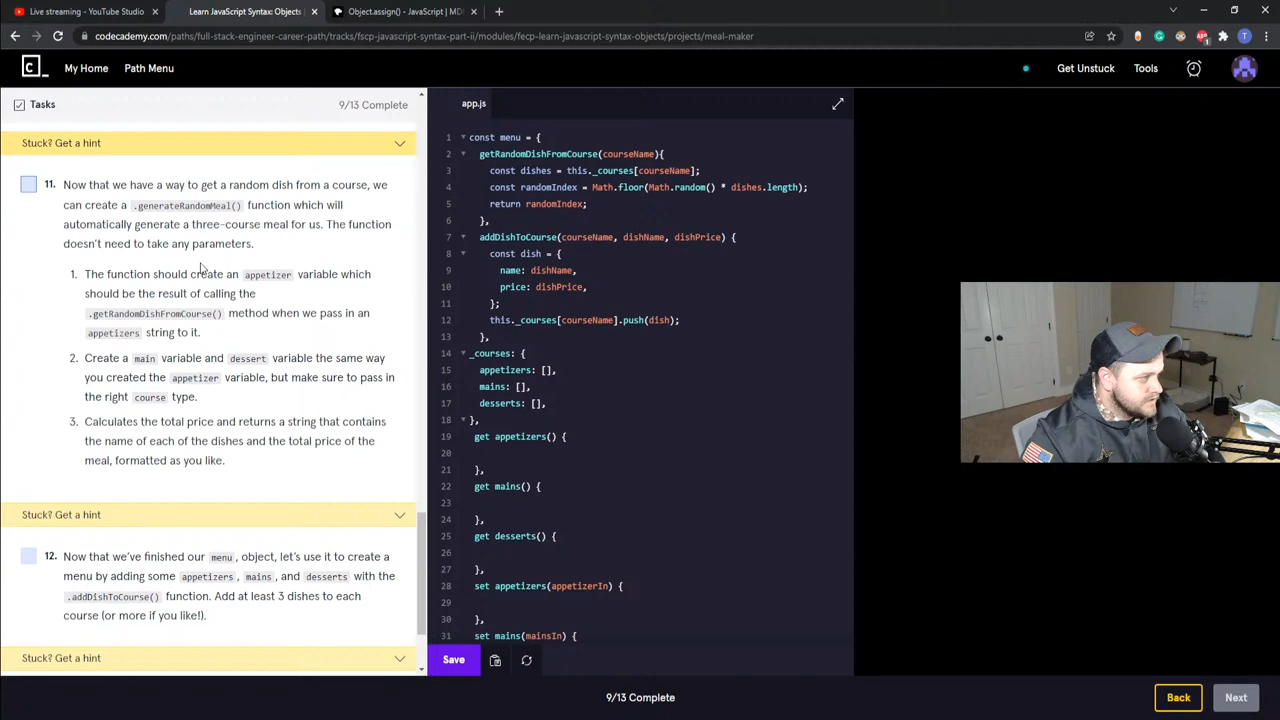 Live streaming - YouTube Studio
Learn JavaScript Syntax: Objects
Object.assign() - JavaScript | MD
codecademy.com/paths/full-stack-engineer-career-path/tracks/fscp-javascript-syntax-part-ii/modules/fecp-learn-javascript-syntax-objects/projects/meal-maker
My Home
Path Menu
Get Unstuck
Tools
Tasks
9/13 Complete
Stuck? Get a hint
11. Now that we have a way to get a random dish from a course, we
can create a .generateRandomMeal() function which will
automatically generate a three-course meal for us. The function
doesn't need to take any parameters.
1. The function should create an appetizer variable which
should be the result of calling the
.getRandomDishFromCourse() method when we pass in an
appetizers string to it.
2. Create a main variable and dessert variable the same way
you created the appetizer variable, but make sure to pass in
the right course type.
3. Calculates the total price and returns a string that contains
the name of each of the dishes and the total price of the
meal, formatted as you like.
Stuck? Get a hint
12. Now that we've finished our menu, object, let's use it to create a
menu by adding some appetizers, mains, and desserts with the
.addDishToCourse() function. Add at least 3 dishes to each
course (or more if you like!).
Stuck? Get a hint
app.js
1 const menu = {
2 getRandomDishFromCourse(courseName){
3 const dishes = this._courses[courseName];
4 const randomIndex = Math.floor(Math.random() * dishes.length);
5 return randomIndex;
6 },
7 addDishToCourse(courseName, dishName, dishPrice) {
8 const dish = {
9 name: dishName,
10 price: dishPrice,
11 };
12 this._courses[courseName].push(dish);
13 },
14 _courses: {
15 appetizers: [],
16 mains: [],
17 desserts: [],
18 },
19 get appetizers() {
20
21 },
22 get mains() {
23
24 },
25 get desserts() {
26
27 },
28 set appetizers(appetizerIn) {
29
30 },
31 set mains(mainsIn) {
Save
9/13 Complete
Back
Next